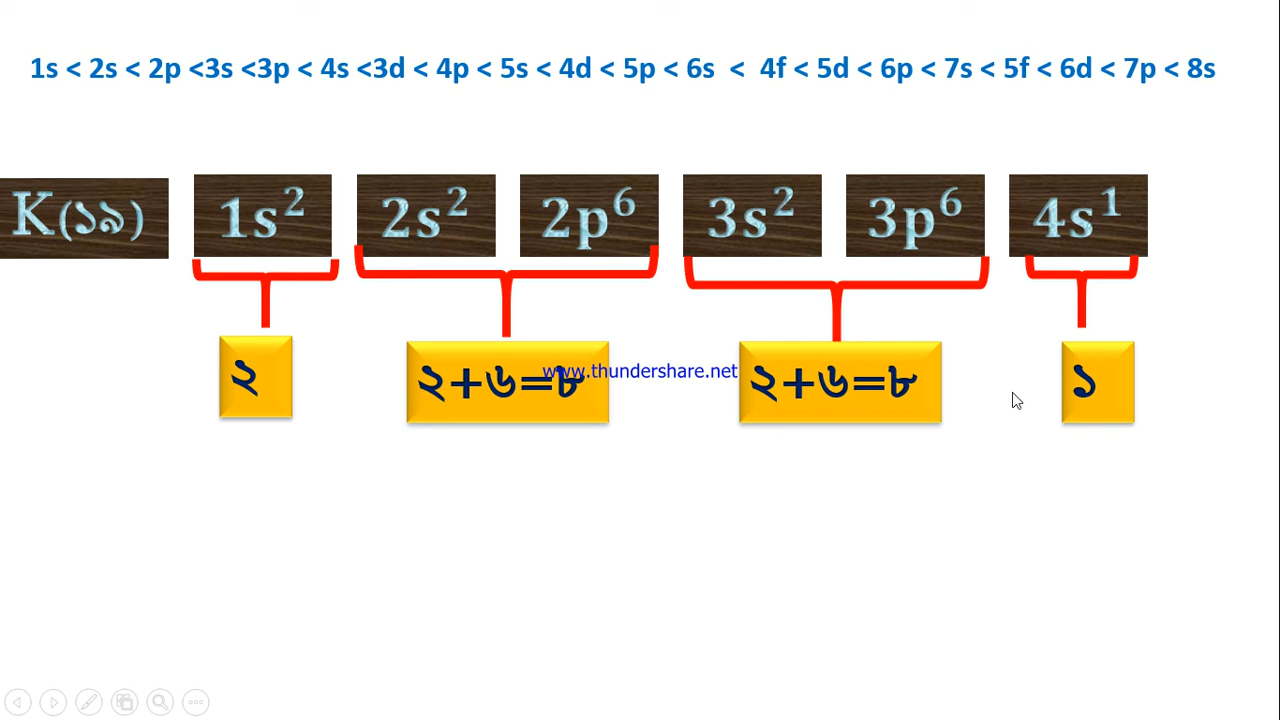 1s < 2s < 2p <3s <3p < 4s <3d < 4p < 5s < 4d < 5p < 6s < 4f < 5d < 6p < 7s < 5f < 6d < 7p < 8s
K(১৯) 1s² 2s² 2p⁶ 3s² 3p⁶ 4s¹
২ ২+৬=৮ ২+৬=৮ ১
www.thundershare.net